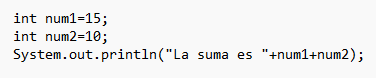 int num1=15;
int num2=10;
System.out.println("La suma es "+num1+num2);